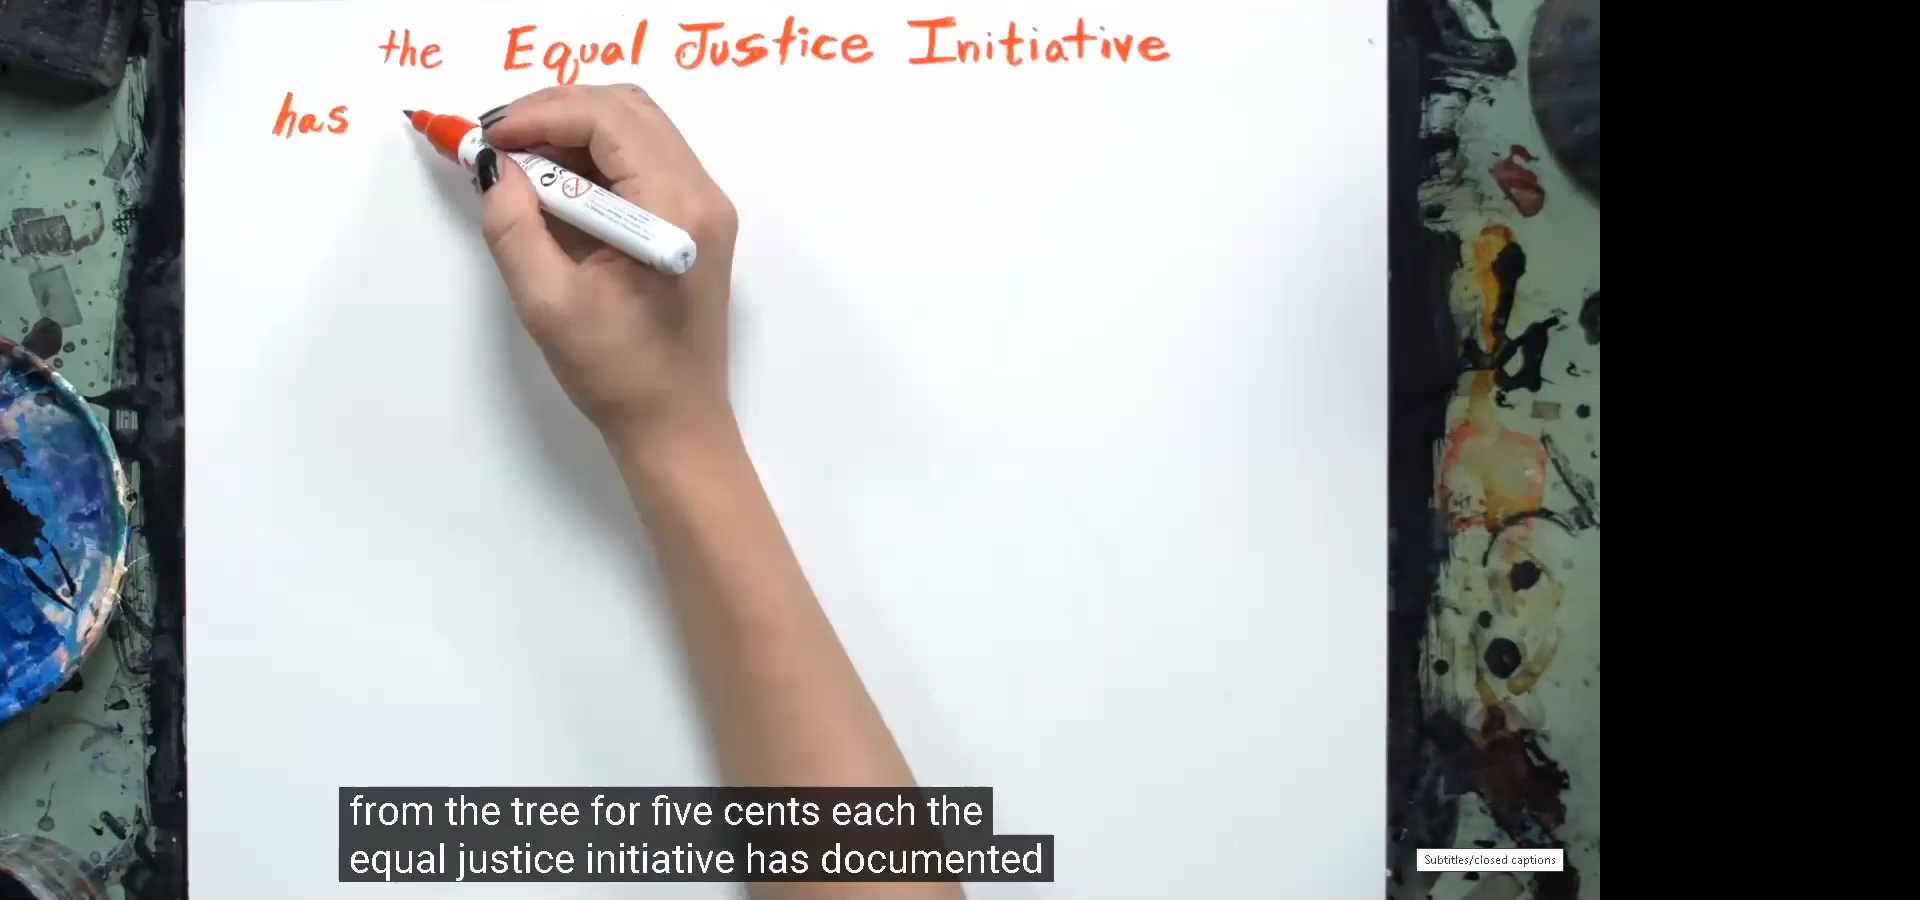 the Equal Justice Initiative
has
from the tree for five cents each the
equal justice initiative has documented
Subtitles/closed captions